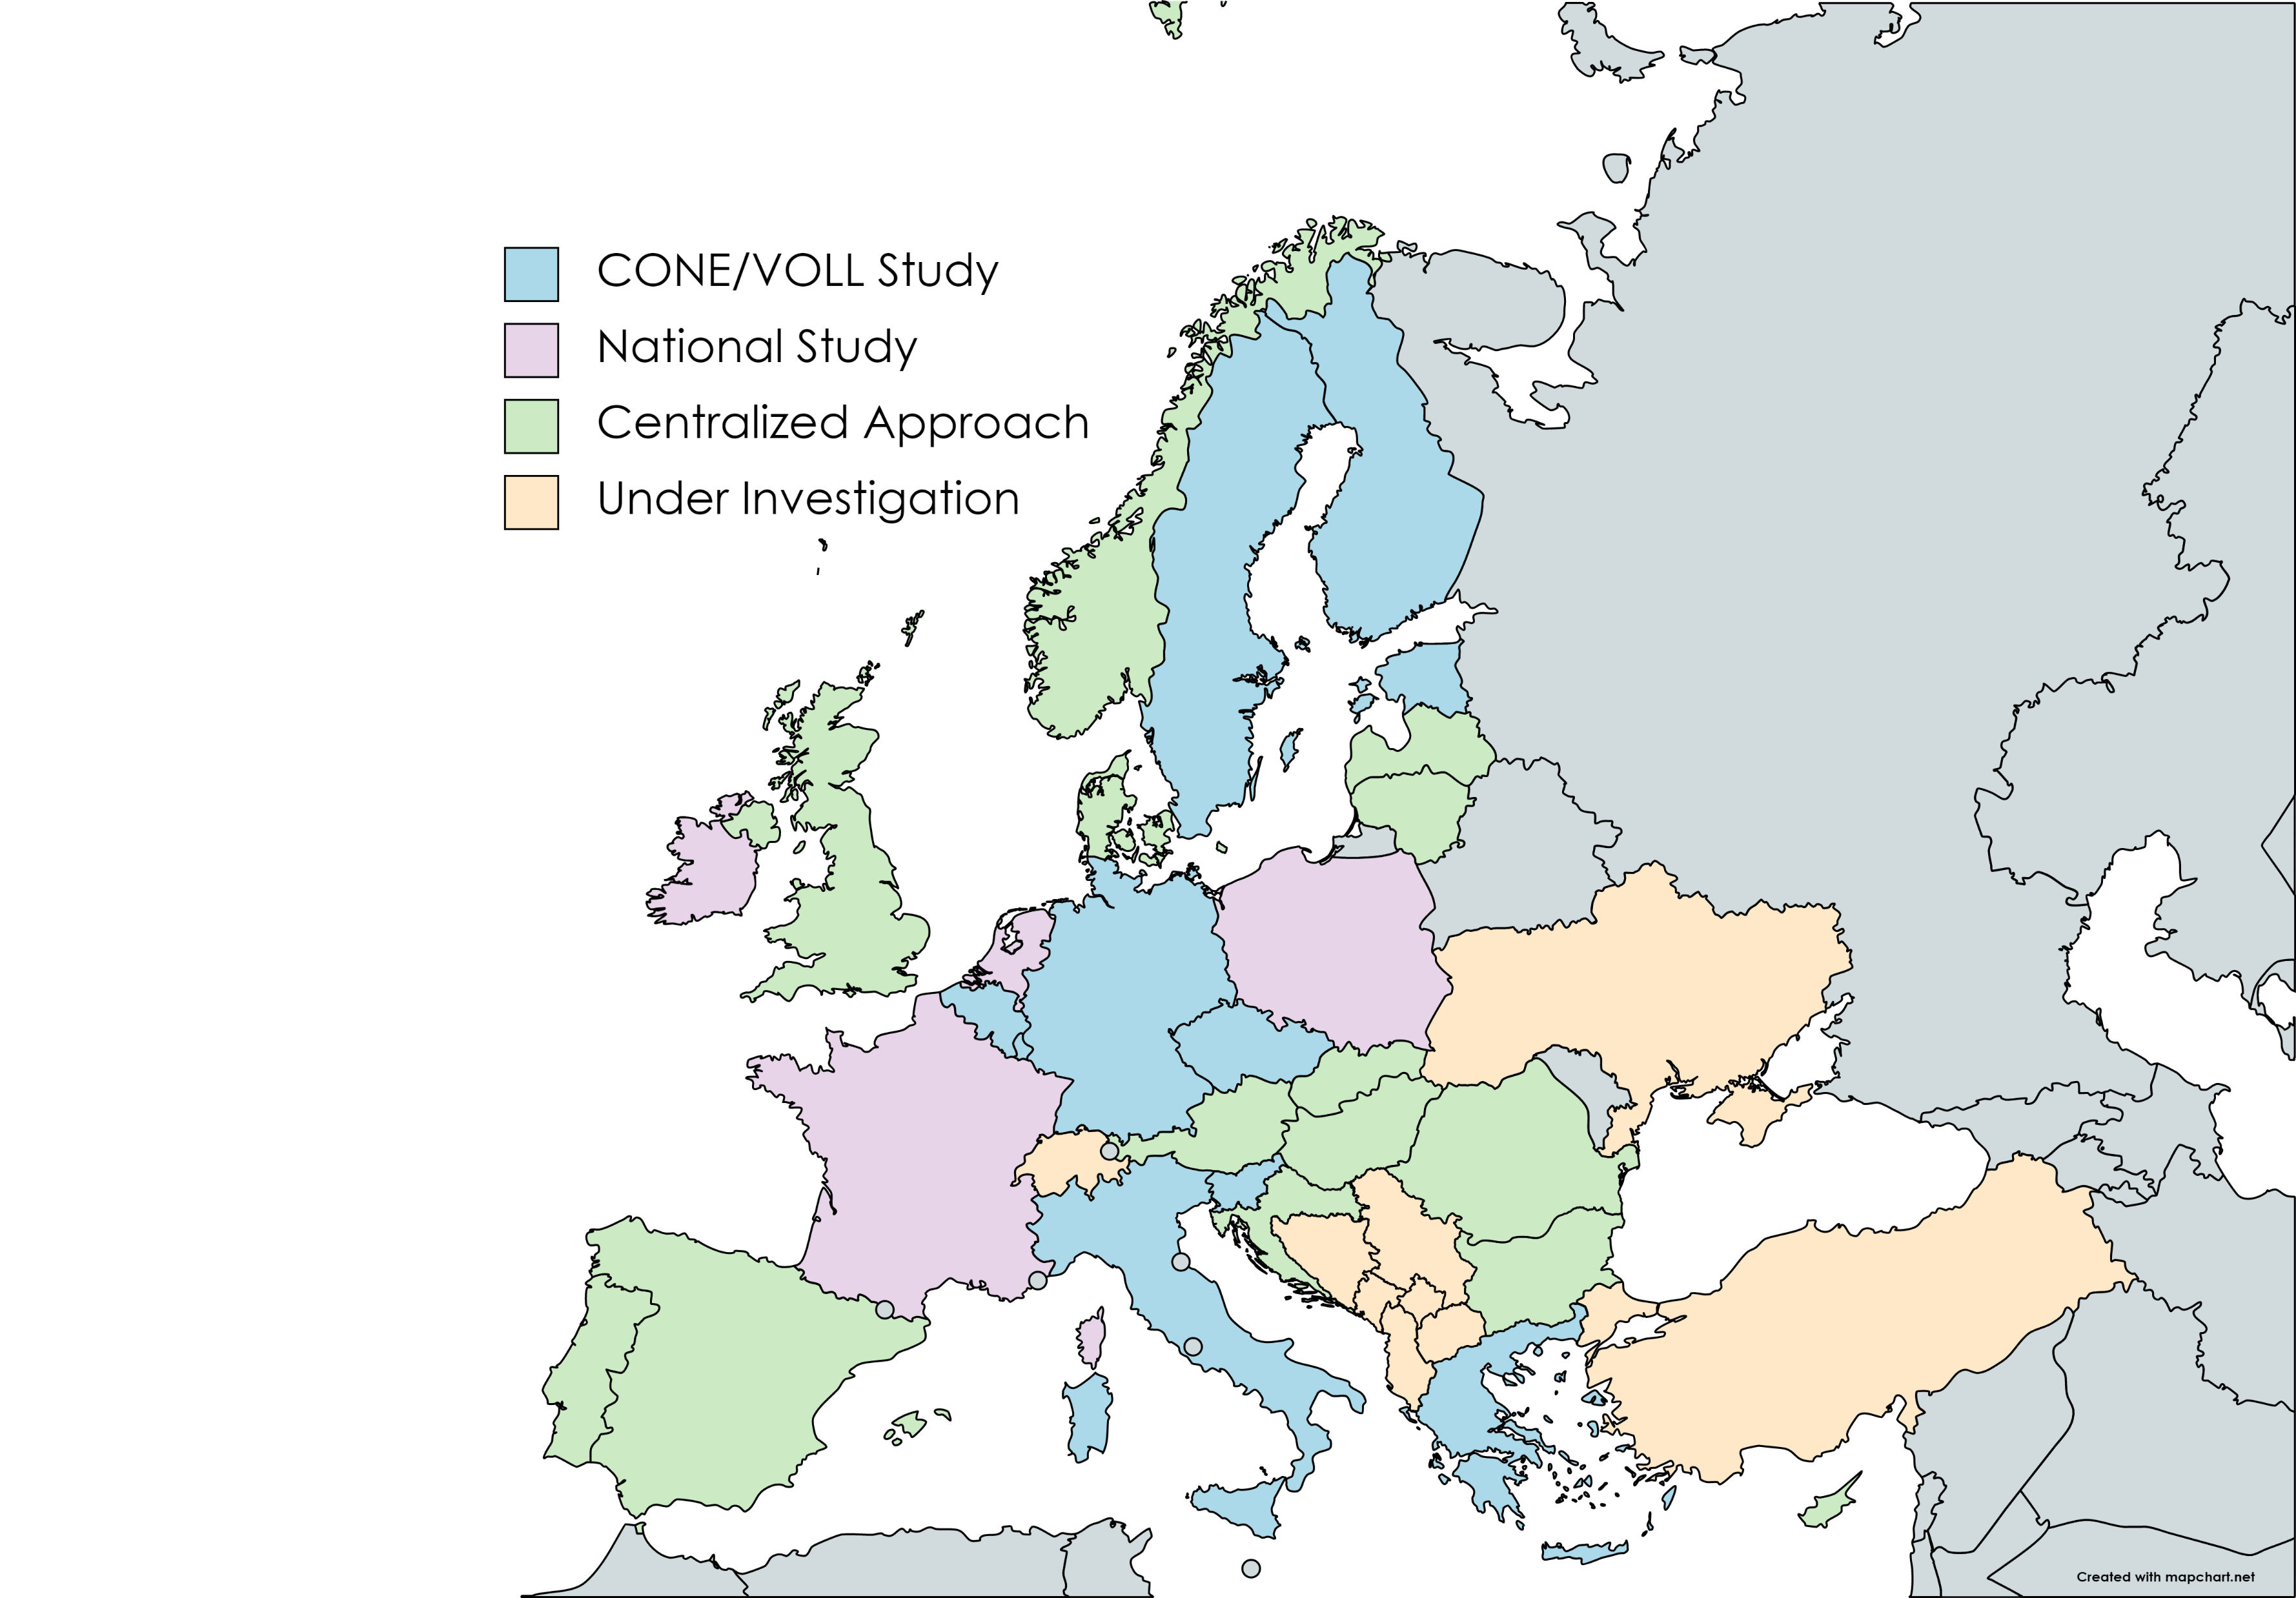 CONE/VOLL Study
National Study
Centralized Approach
Under Investigation
Created with mapchart.net